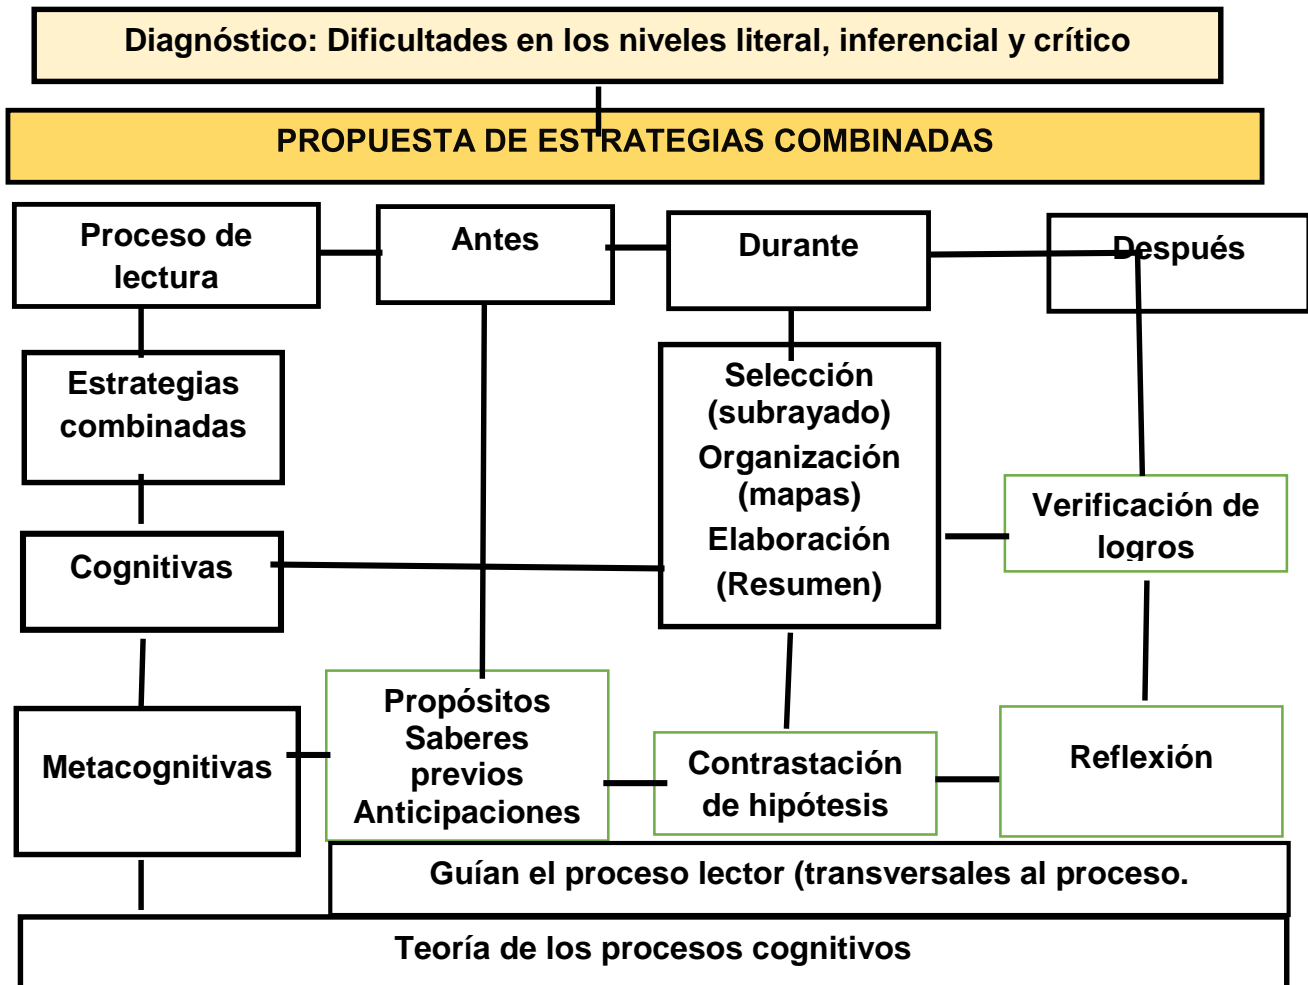 Diagnóstico: Dificultades en los niveles literal, inferencial y crítico
PROPUESTA DE ESTRATEGIAS COMBINADAS
Proceso de
lectura
Antes
Durante
Después
Estrategias
combinadas
Selección
(subrayado)
Organización
(mapas)
Elaboración
(Resumen)
Verificación de
logros
Cognitivas
Metacognitivas
Propósitos
Saberes
previos
Anticipaciones
Contrastación
de hipótesis
Reflexión
Guían el proceso lector (transversales al proceso.
Teoría de los procesos cognitivos